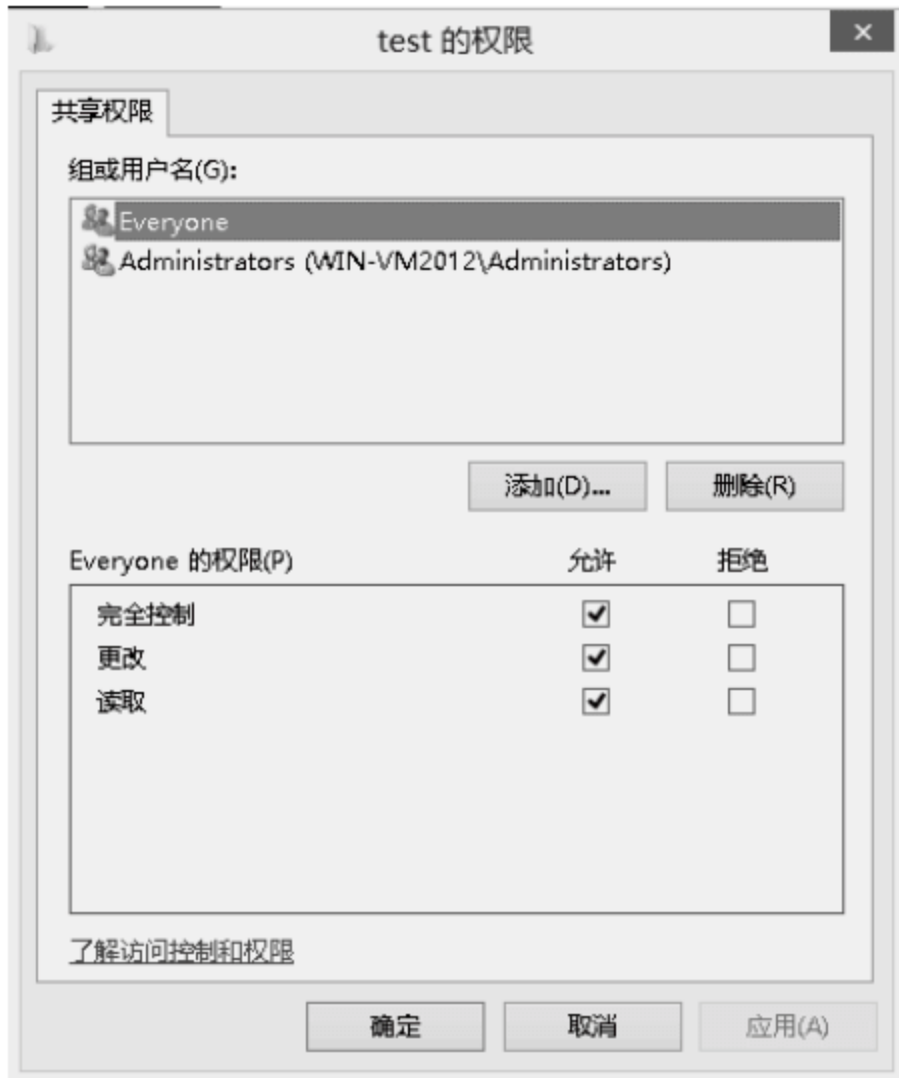 test 的权限
共享权限
组或用户名(G):
Everyone
Administrators (WIN-VM2012\Administrators)
添加(D)... 删除(R)
Everyone 的权限(P) 允许 拒绝
完全控制
更改
读取
了解访问控制和权限
确定 取消 应用(A)